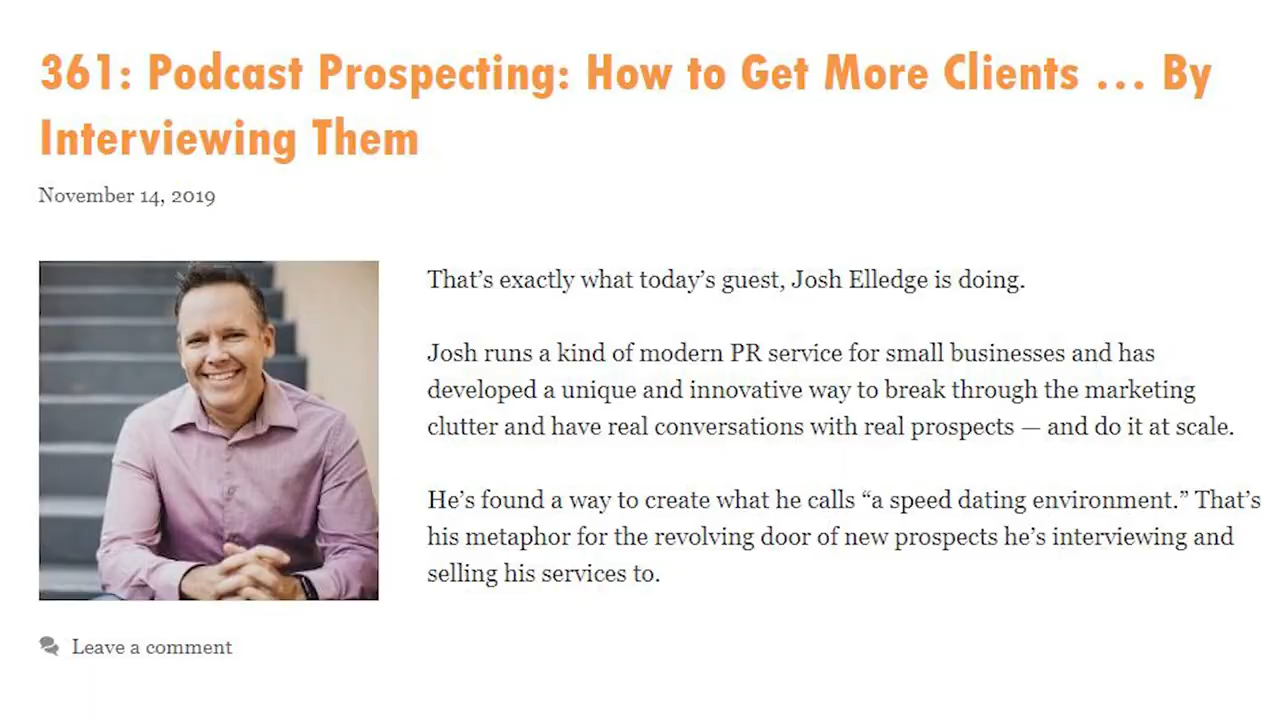 361: Podcast Prospecting: How to Get More Clients … By
Interviewing Them
November 14, 2019
That’s exactly what today’s guest, Josh Elledge is doing.
Josh runs a kind of modern PR service for small businesses and has
developed a unique and innovative way to break through the marketing
clutter and have real conversations with real prospects — and do it at scale.
He’s found a way to create what he calls “a speed dating environment.” That’s
his metaphor for the revolving door of new prospects he’s interviewing and
selling his services to.
Leave a comment